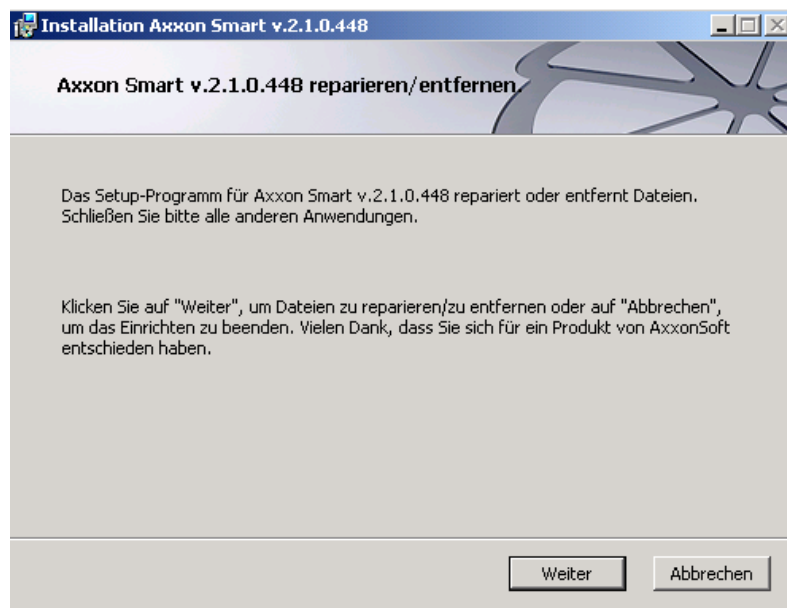 Installation Axxon Smart v.2.1.0.448
Axxon Smart v.2.1.0.448 reparieren/entfernen.
Das Setup-Programm für Axxon Smart v.2.1.0.448 repariert oder entfernt Dateien.
Schließen Sie bitte alle anderen Anwendungen.
Klicken Sie auf "Weiter", um Dateien zu reparieren/zu entfernen oder auf "Abbrechen",
um das Einrichten zu beenden. Vielen Dank, dass Sie sich für ein Produkt von AxxonSoft
entschieden haben.
Weiter
Abbrechen